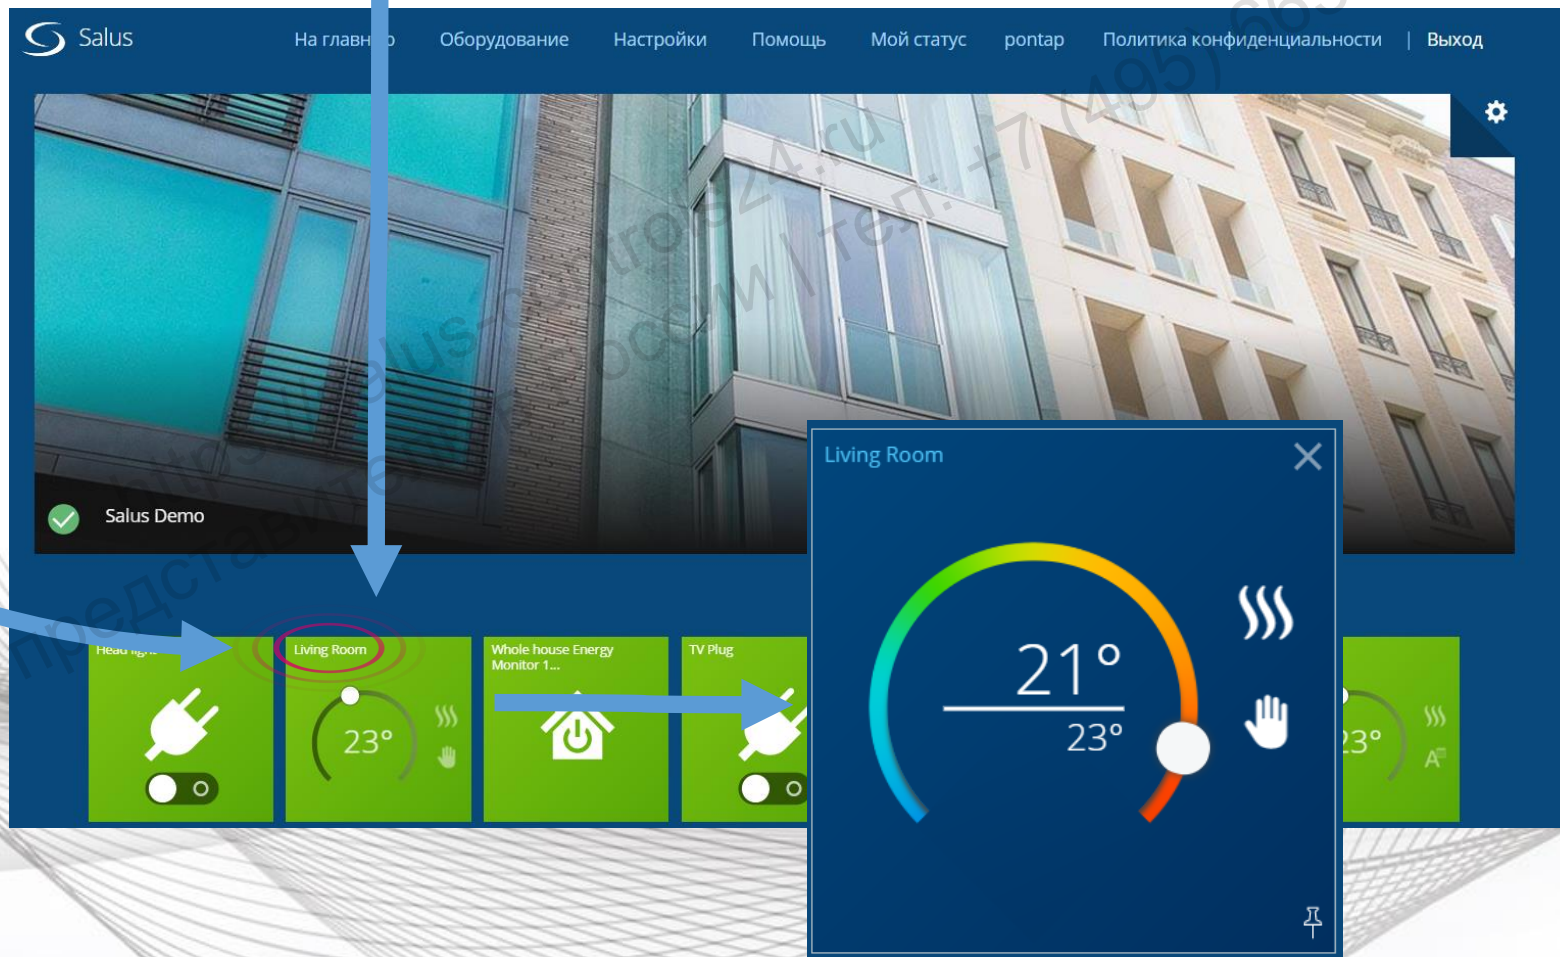 Salus
На главную
Оборудование
Настройки
Помощь
Мой статус
pontap
Политика конфиденциальности
|
Выход
Salus Demo
Living Room
21°
23°
Living Room
23°
Whole house Energy
Monitor 1...
TV Plug
23°
A